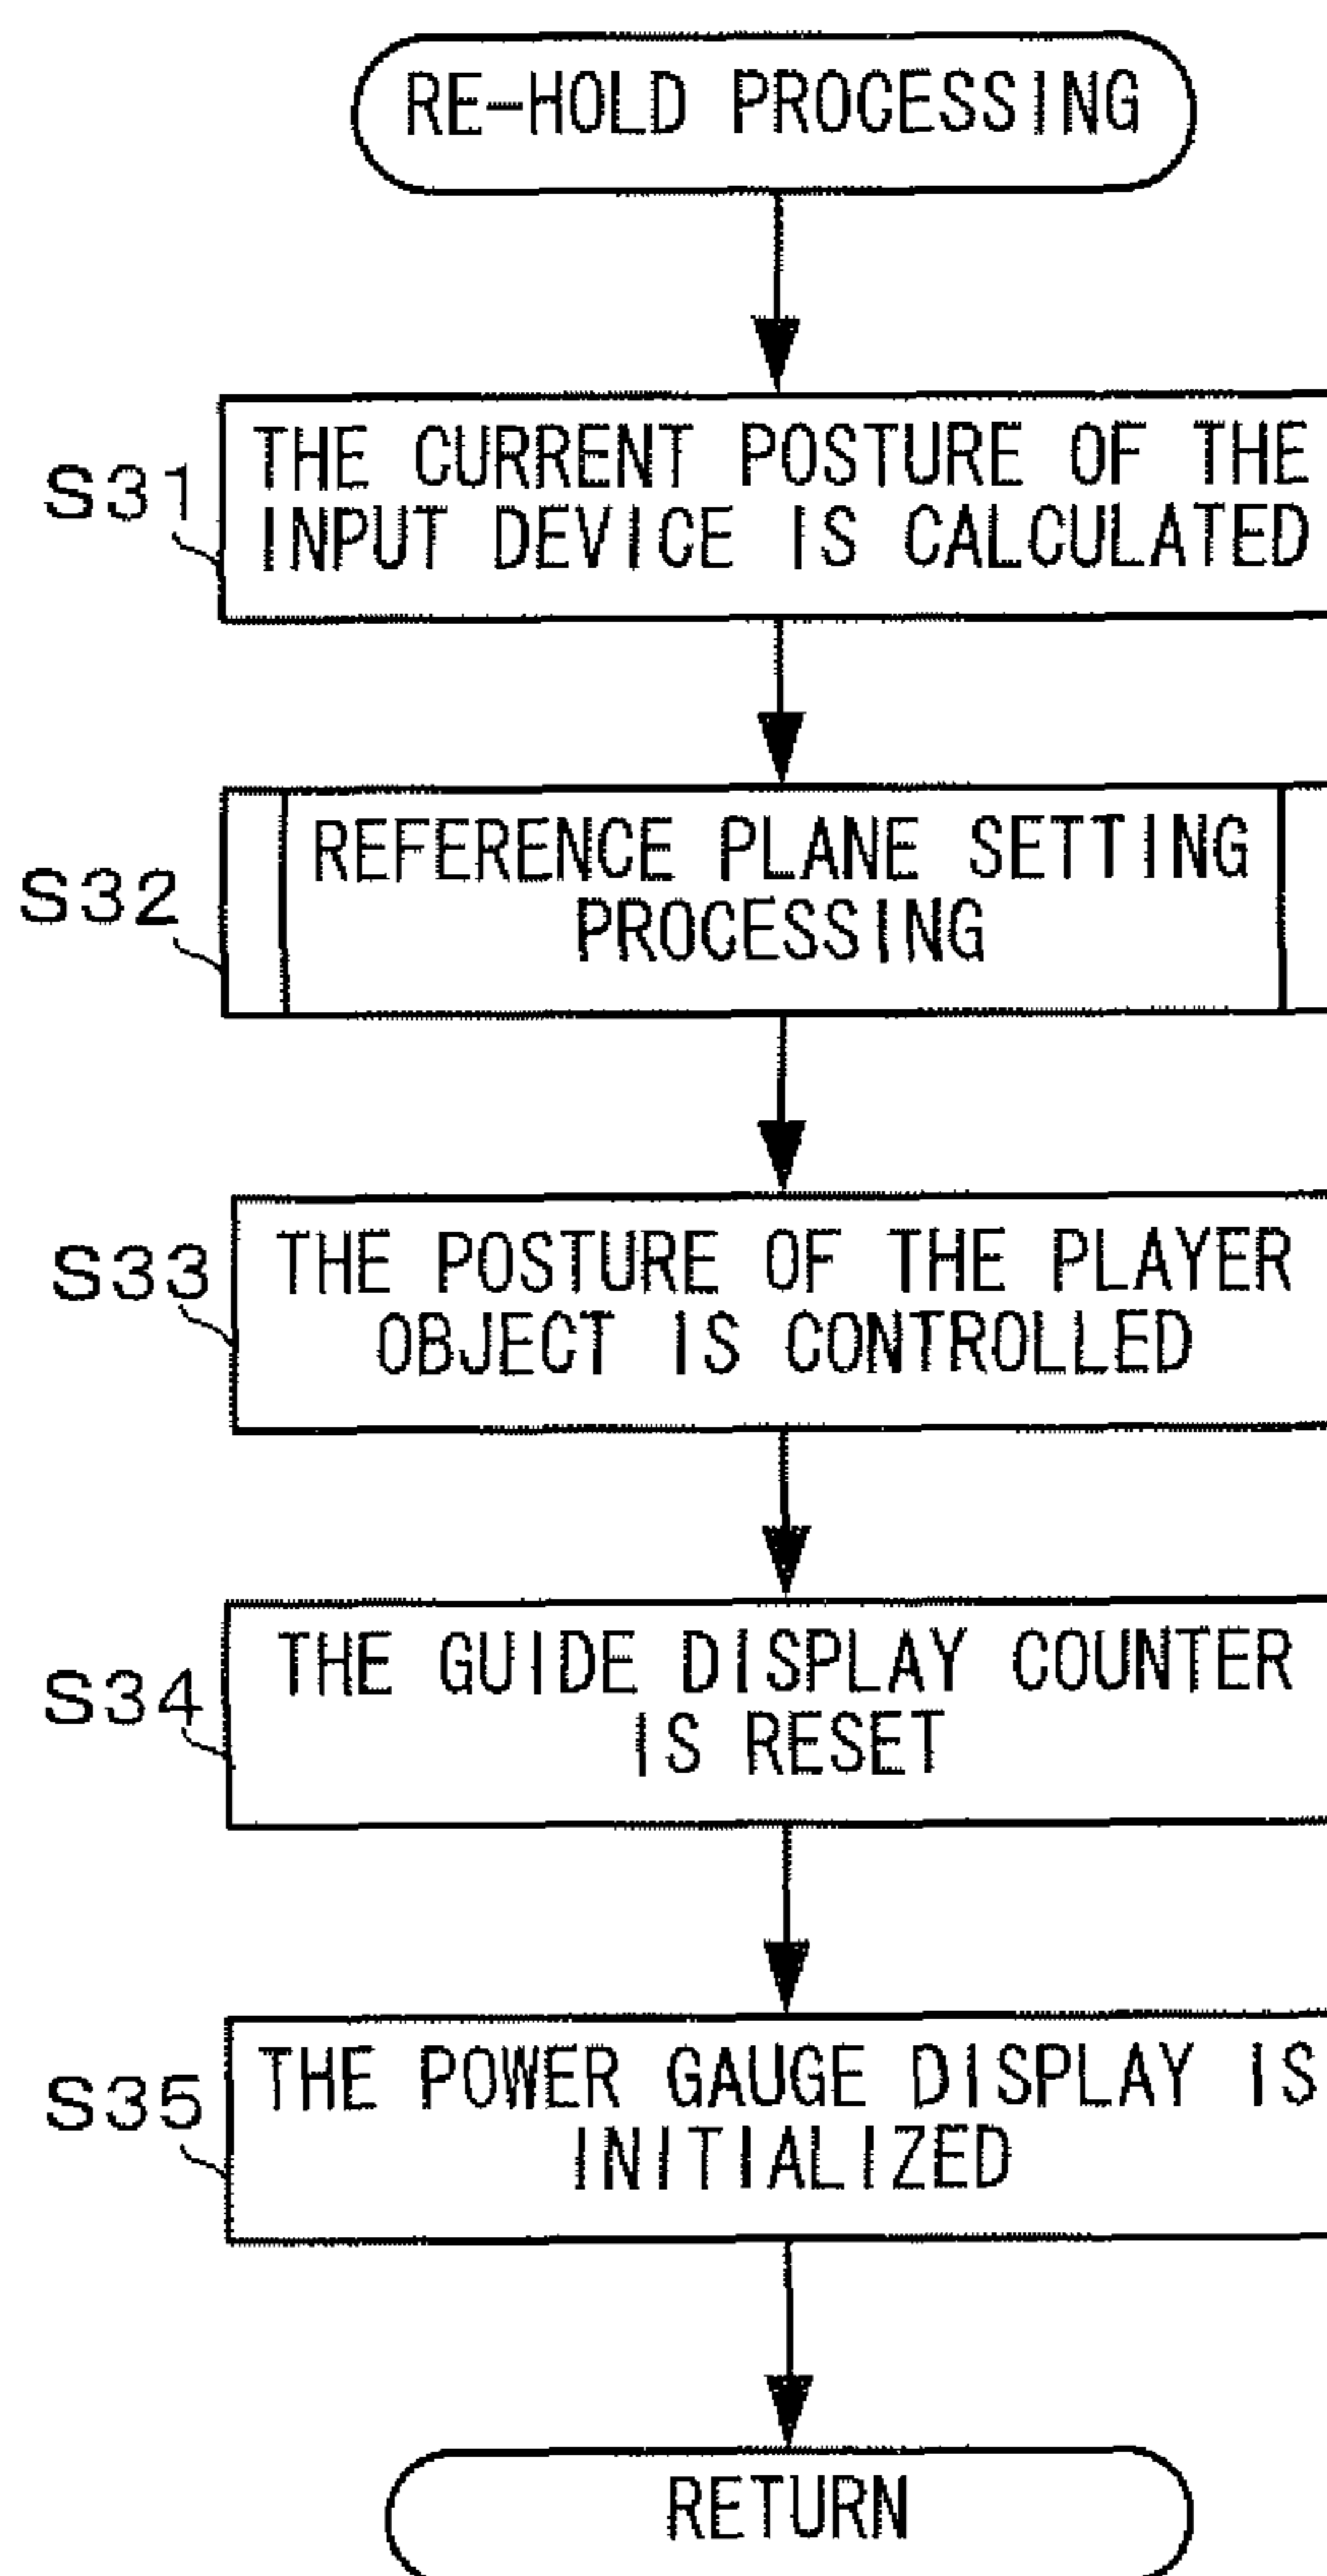 RE-HOLD PROCESSING
S31
THE CURRENT POSTURE OF THE
INPUT DEVICE IS CALCULATED
S32
REFERENCE PLANE SETTING
PROCESSING
S33
THE POSTURE OF THE PLAYER
OBJECT IS CONTROLLED
S34
THE GUIDE DISPLAY COUNTER
IS RESET
S35
THE POWER GAUGE DISPLAY IS
INITIALIZED
RETURN